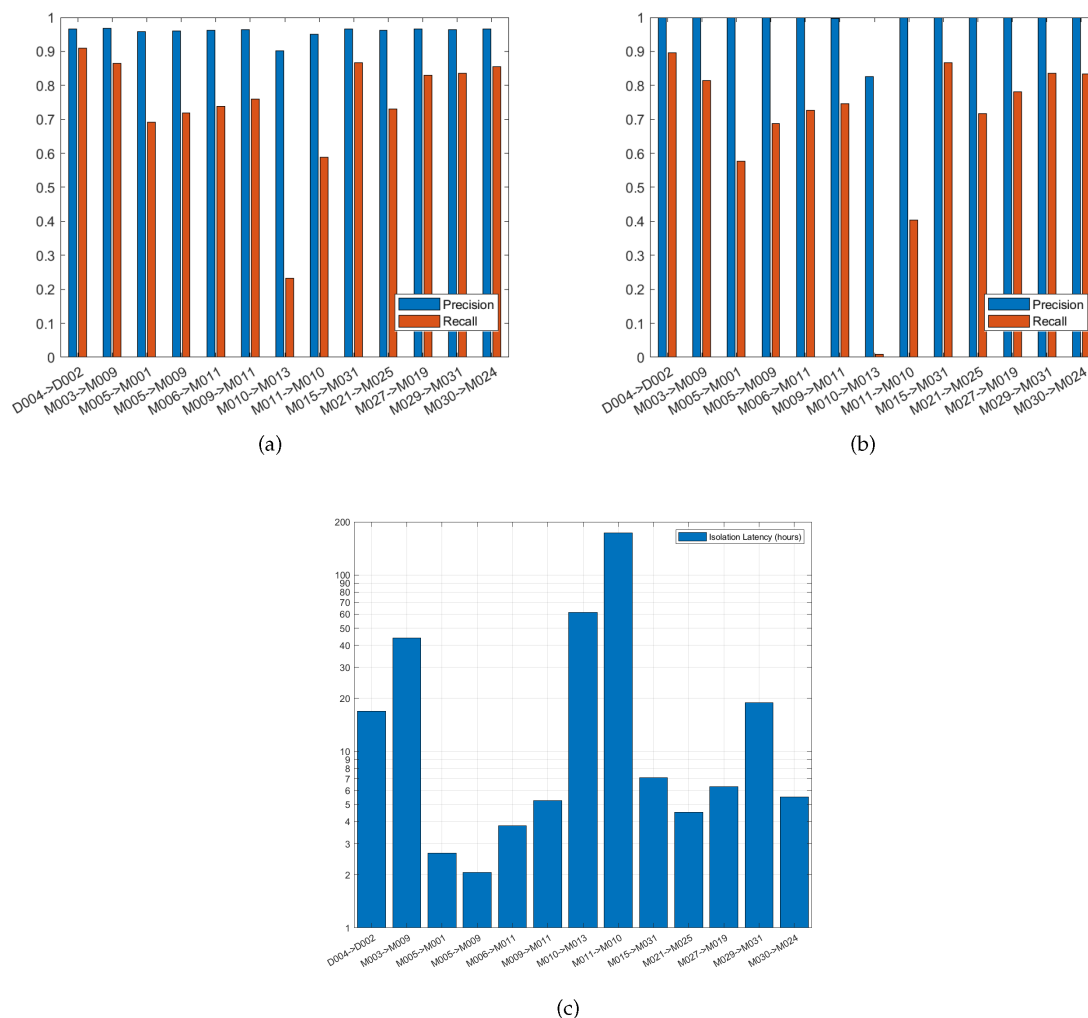 1
0.9
0.8
0.7
0.6
0.5
0.4
0.3
0.2
0.1
0
Precision
Recall
D004->D002
M003->M009
M005->M001
M005->M009
M006->M011
M009->M011
M010->M013
M011->M010
M015->M031
M021->M025
M027->M019
M029->M031
M030->M024
(a)
1
0.9
0.8
0.7
0.6
0.5
0.4
0.3
0.2
0.1
0
Precision
Recall
D004->D002
M003->M009
M005->M001
M005->M009
M006->M011
M009->M011
M010->M013
M011->M010
M015->M031
M021->M025
M027->M019
M029->M031
M030->M024
(b)
200
100
90
80
70
60
50
40
30
20
10
9
8
7
6
5
4
3
2
1
Isolation Latency (hours)
D004->D002
M003->M009
M005->M001
M005->M009
M006->M011
M009->M011
M010->M013
M011->M010
M015->M031
M021->M025
M027->M019
M029->M031
M030->M024
(c)